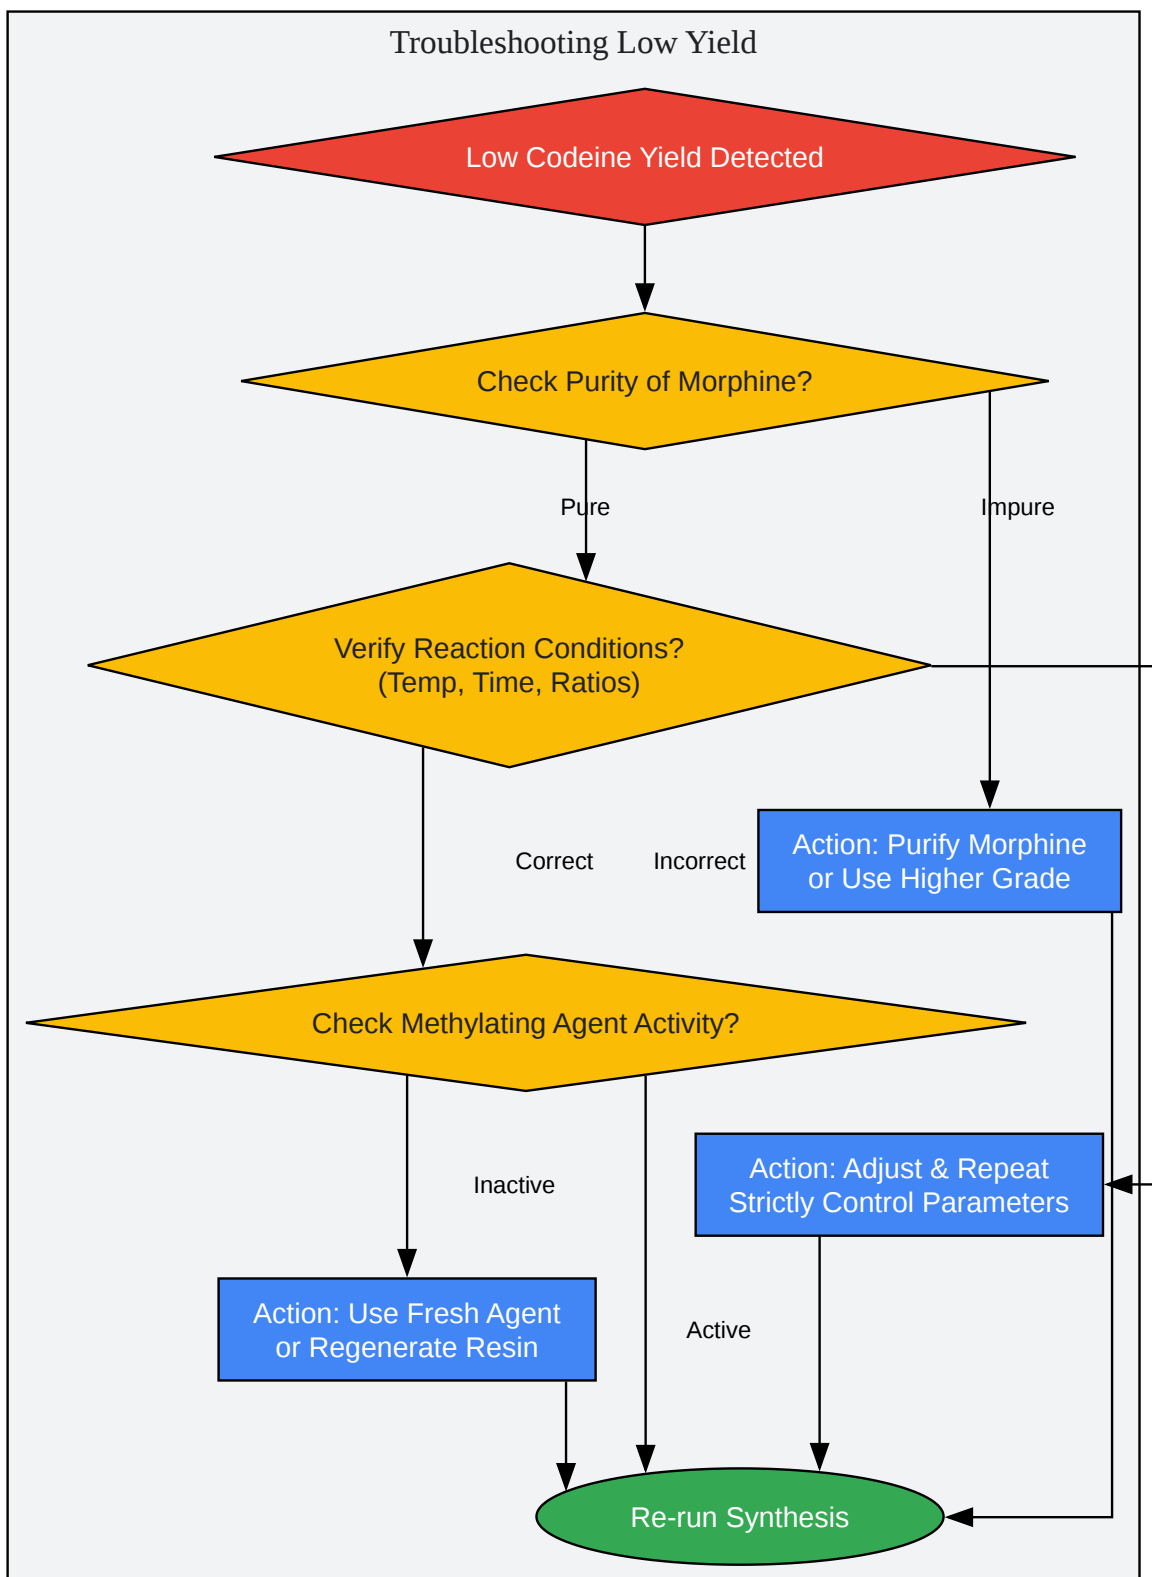 Troubleshooting Low Yield
Low Codeine Yield Detected
Check Purity of Morphine?
Pure
Impure
Verify Reaction Conditions?
(Temp, Time, Ratios)
Action: Purify Morphine
or Use Higher Grade
Correct
Incorrect
Check Methylating Agent Activity?
Action: Adjust & Repeat
Strictly Control Parameters
Inactive
Action: Use Fresh Agent
or Regenerate Resin
Active
Re-run Synthesis